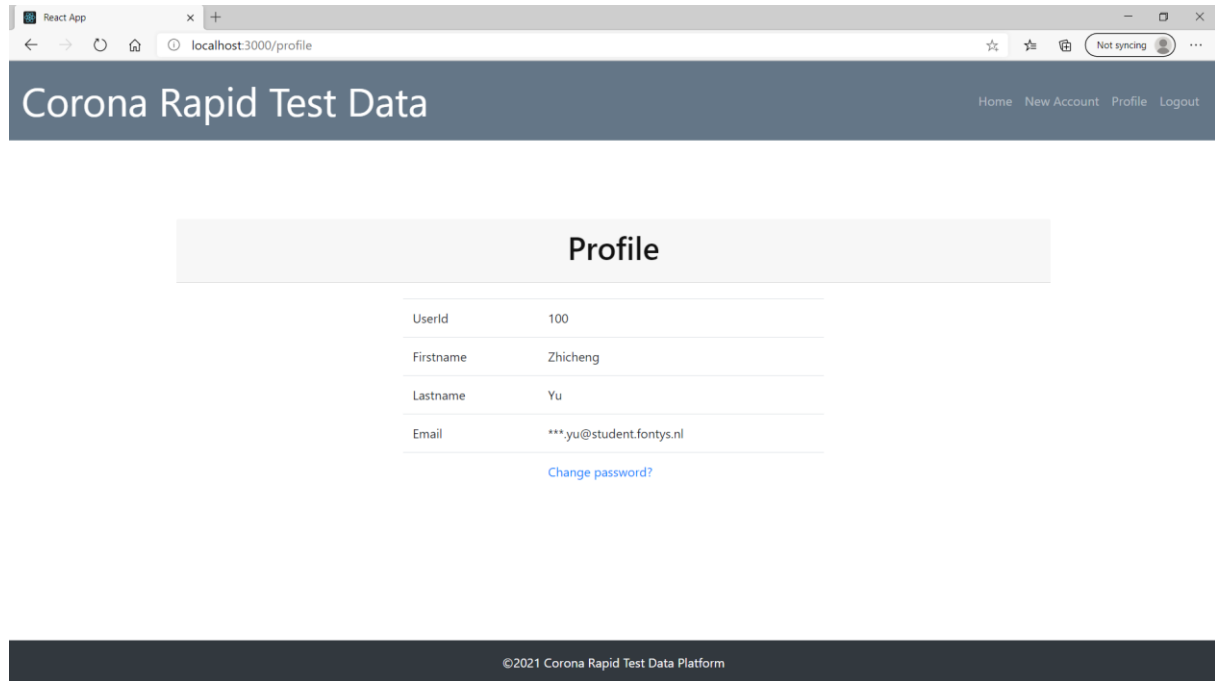 React App
localhost:3000/profile
Not syncing
Corona Rapid Test Data
Home New Account Profile Logout
Profile
UserId 100
Firstname Zhicheng
Lastname Yu
Email ***.yu@student.fontys.nl
Change password?
©2021 Corona Rapid Test Data Platform